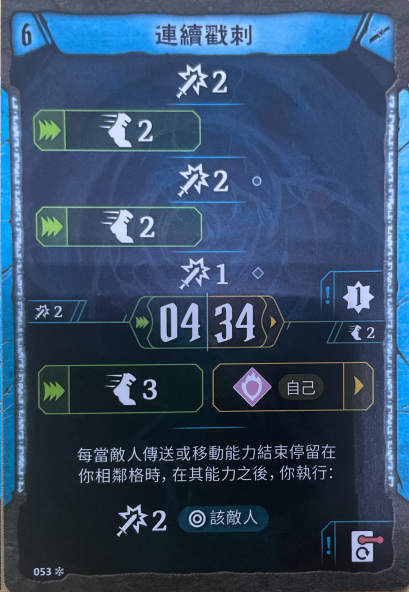 6 連續戳刺
2
2
2
2
1
! 1
2 04 34 2
3 自己
每當敵人傳送或移動能力結束停留在
你相鄰格時,在其能力之後,你執行:
2 該敵人
!
053